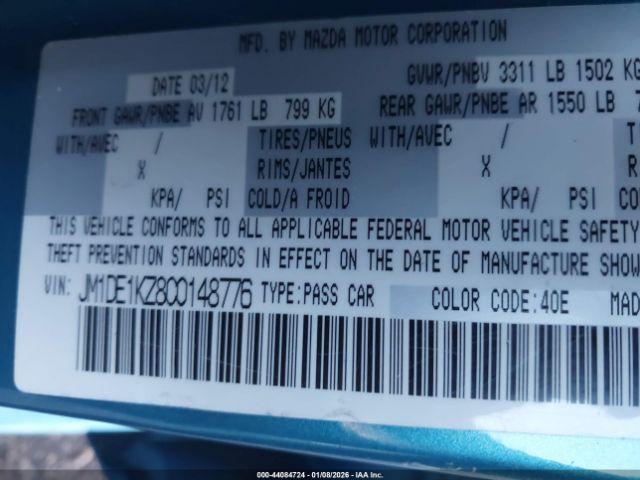 MFD. BY MAZDA MOTOR CORPORATION
DATE 03/12 GVWR/PNBV 3311 LB 1502 KG
FRONT GAWR/PNBE AV 1761 LB 799 KG REAR GAWR/PNBE AR 1550 LB 7
WITH/AVEC / TIRES/PNEUS WITH/AVEC / T
X RIMS/JANTES X R
KPA/ PSI COLD/A FROID KPA/ PSI CO
THIS VEHICLE CONFORMS TO ALL APPLICABLE FEDERAL MOTOR VEHICLE SAFETY
THEFT PREVENTION STANDARDS IN EFFECT ON THE DATE OF MANUFACTURE SHOW
VIN: JM1DE1KZ8C0148776 TYPE:PASS CAR COLOR CODE:40E MAD
000-44084724 - 01/08/2026 - IAA Inc.